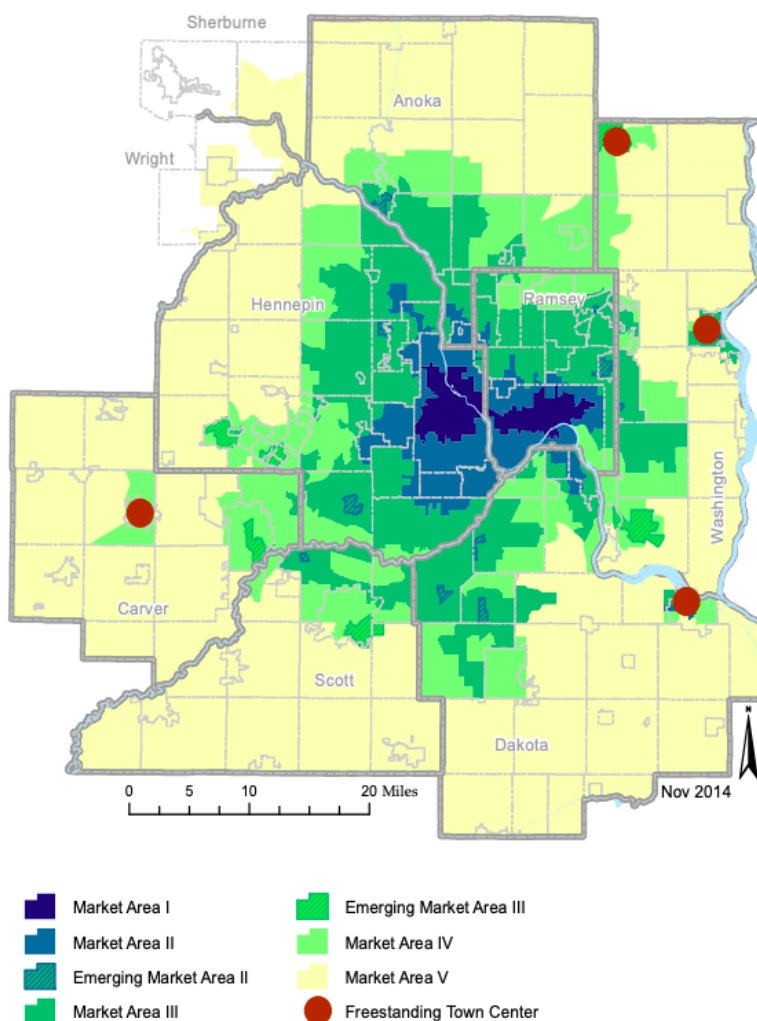 Sherburne
Anoka
Wright
Hennepin
Ramsey
Washington
Carver
Scott
Dakota
N
Nov 2014
0 5 10 20 Miles
Market Area I
Market Area II
Emerging Market Area II
Market Area III
Emerging Market Area III
Market Area IV
Market Area V
Freestanding Town Center